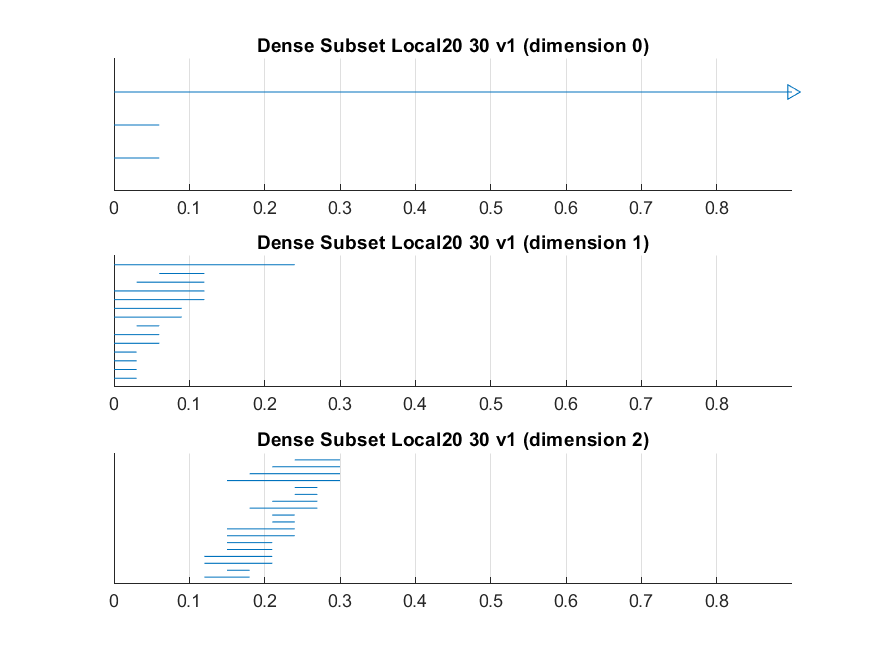 Dense Subset Local20 30 v1 (dimension 0)
0 0.1 0.2 0.3 0.4 0.5 0.6 0.7 0.8
Dense Subset Local20 30 v1 (dimension 1)
0 0.1 0.2 0.3 0.4 0.5 0.6 0.7 0.8
Dense Subset Local20 30 v1 (dimension 2)
0 0.1 0.2 0.3 0.4 0.5 0.6 0.7 0.8